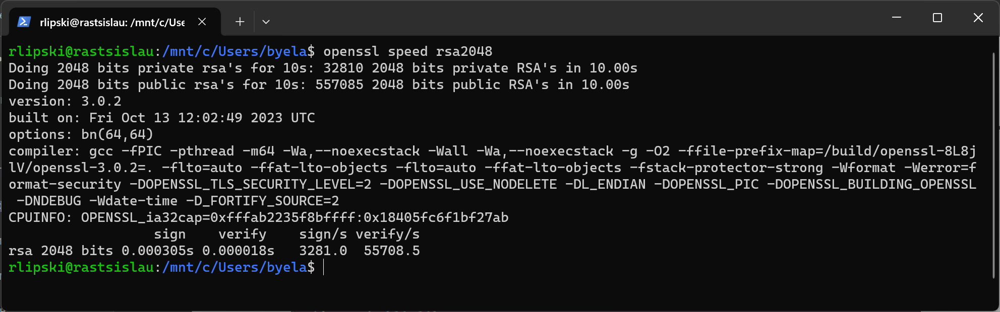 rlipski@rastsislau: /mnt/c/Use
rlipski@rastsislau:/mnt/c/Users/byela$ openssl speed rsa2048
Doing 2048 bits private rsa's for 10s: 32810 2048 bits private RSA's in 10.00s
Doing 2048 bits public rsa's for 10s: 557085 2048 bits public RSA's in 10.00s
version: 3.0.2
built on: Fri Oct 13 12:02:49 2023 UTC
options: bn(64,64)
compiler: gcc -fPIC -pthread -m64 -Wa,--noexecstack -Wall -Wa,--noexecstack -g -O2 -ffile-prefix-map=/build/openssl-8L8j
lV/openssl-3.0.2=. -flto=auto -ffat-lto-objects -flto=auto -ffat-lto-objects -fstack-protector-strong -Wformat -Werror=f
ormat-security -DOPENSSL_TLS_SECURITY_LEVEL=2 -DOPENSSL_USE_NODELETE -DL_ENDIAN -DOPENSSL_PIC -DOPENSSL_BUILDING_OPENSSL
 -DNDEBUG -Wdate-time -D_FORTIFY_SOURCE=2
CPUINFO: OPENSSL_ia32cap=0xfffab2235f8bffff:0x18405fc6f1bf27ab
                  sign    verify    sign/s verify/s
rsa 2048 bits 0.000305s 0.000018s   3281.0  55708.5
rlipski@rastsislau:/mnt/c/Users/byela$